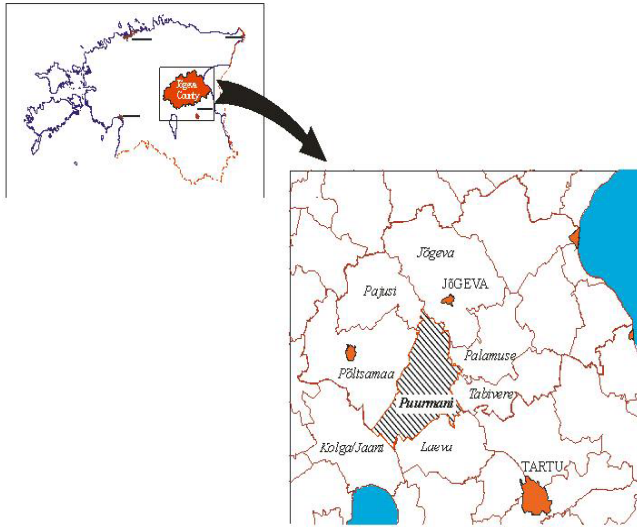 Jõgeva
County
Jõgeva
JõGEVA
Pajusi
Palamuse
Põltsamaa
Tabivere
Puurmani
Kolga/Jaani
Laeva
TARTU